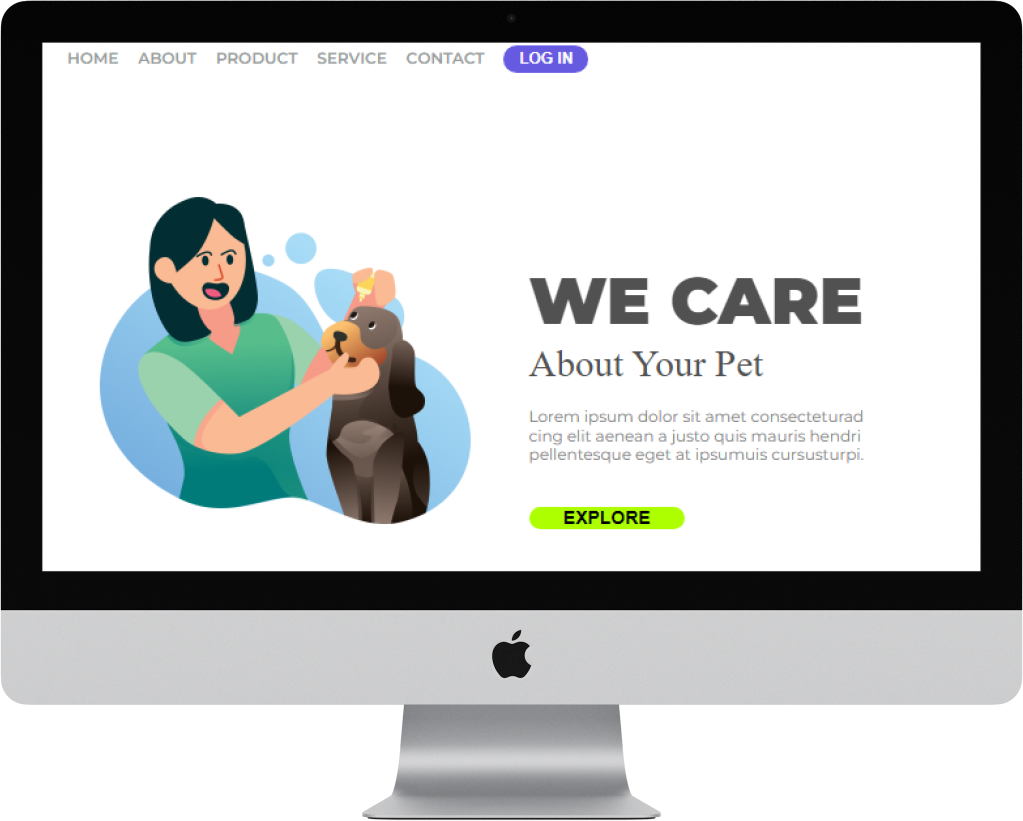 HOME ABOUT PRODUCT SERVICE CONTACT LOG IN
WE CARE
About Your Pet
Lorem ipsum dolor sit amet consecteturad
cing elit aenean a justo quis mauris hendri
pellentesque eget at ipsumuis cursusturpi.
EXPLORE